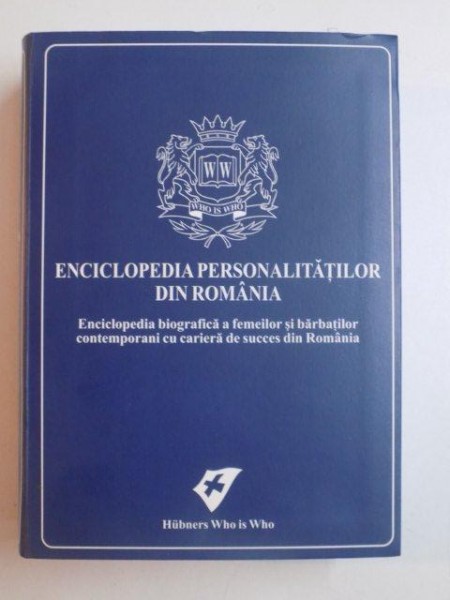 W W
WHO IS WHO
ENCICLOPEDIA PERSONALITĂȚILOR
DIN ROMÂNIA
Enciclopedia biografică a femeilor și bărbaților
contemporani cu carieră de succes din România
Hübners Who is Who